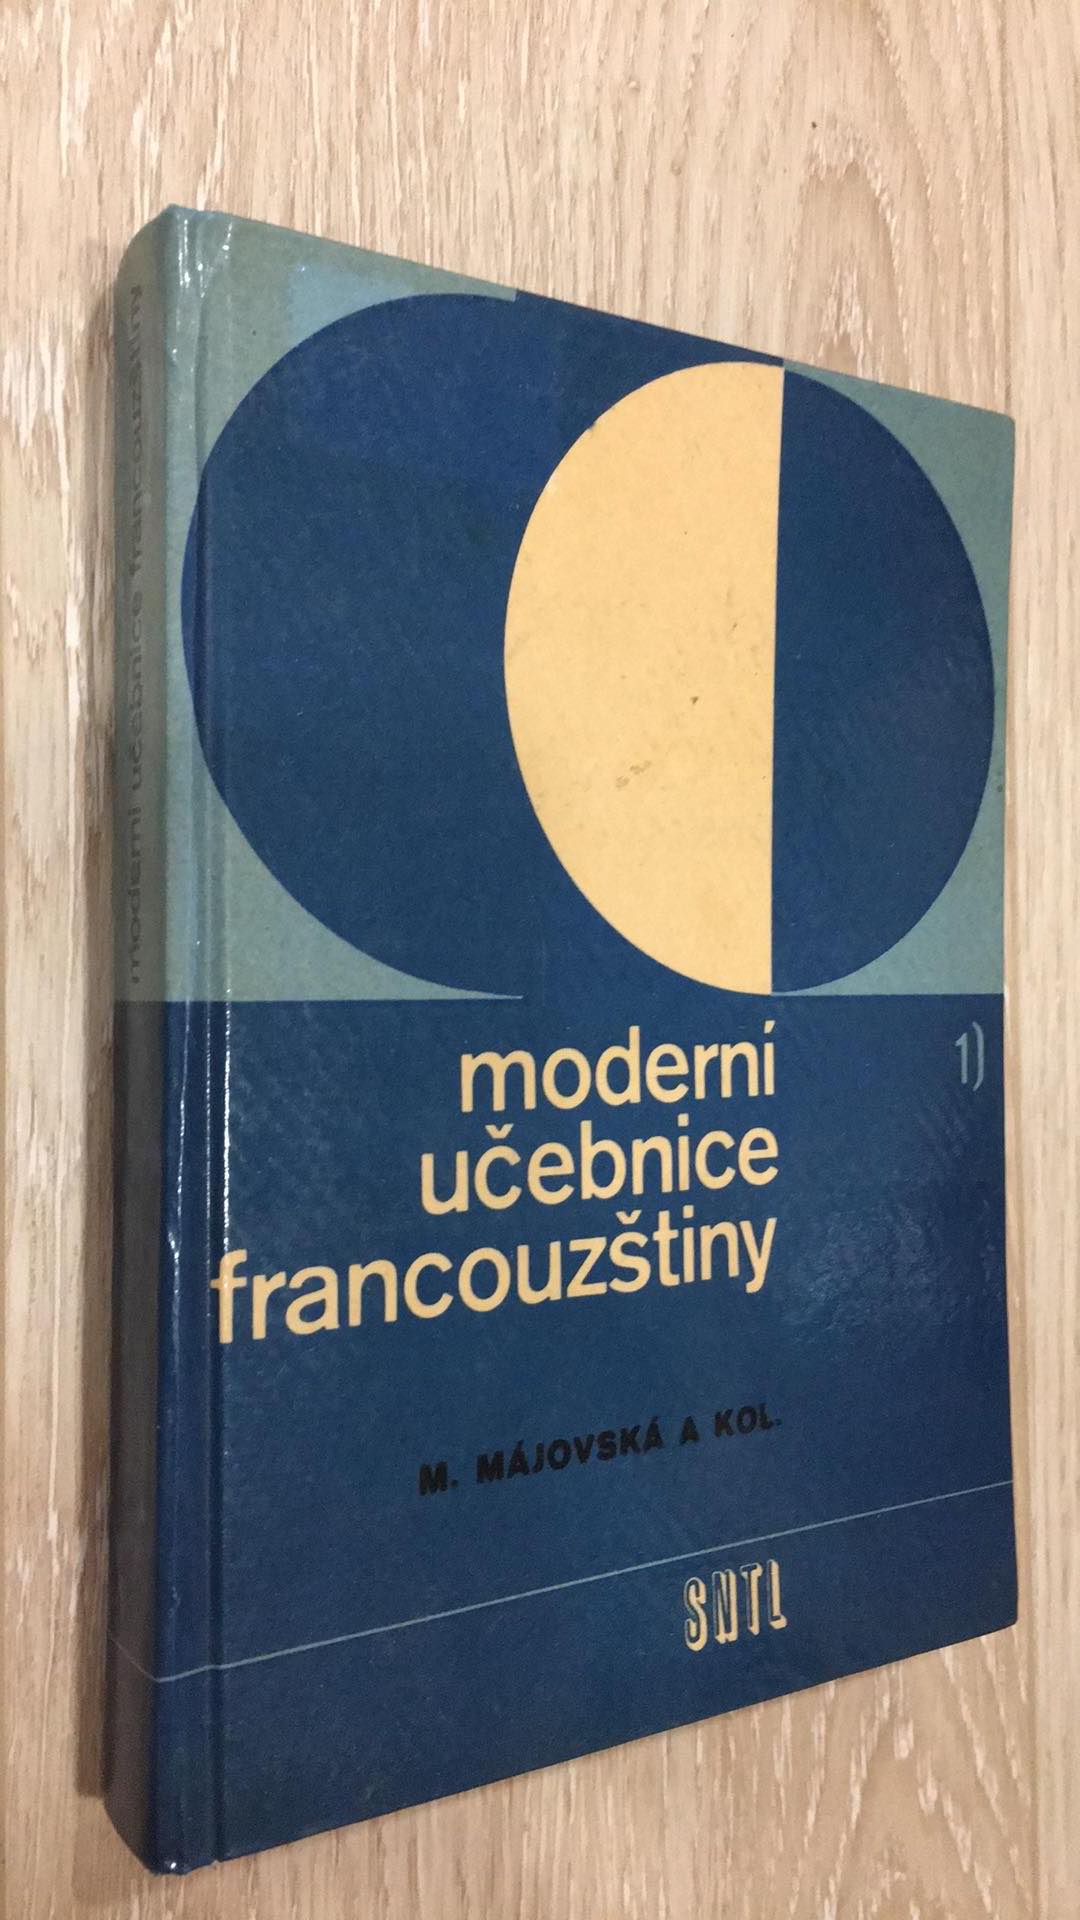 moderní učebnice francouzštiny
moderní
1)
učebnice
francouzštiny
M. MÁJOVSKÁ A KOL.
SNTL